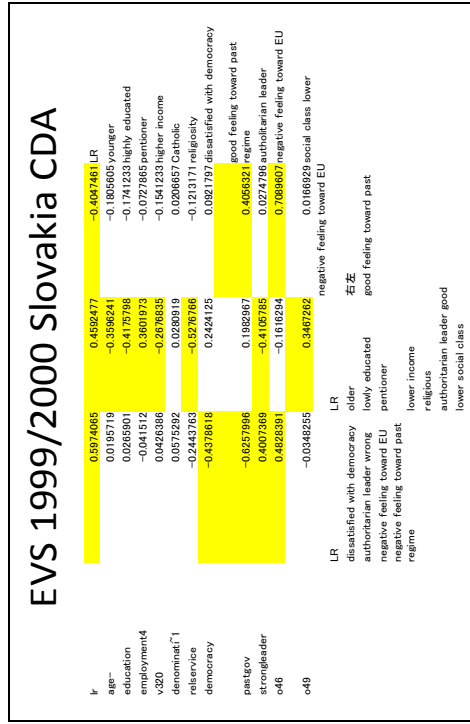 EVS 1999/2000 Slovakia CDA
lr 0.5974065 0.4592477 −0.4047461 LR
age- 0.0195719 −0.3596241 −0.1805605 younger
education 0.0265901 −0.4175798 −0.1741233 highly educated
employment4 −0.041512 0.3601973 −0.0727865 pentioner
v320 0.0426386 −0.2676835 −0.1541233 higher income
denominati~1 0.0575292 0.0280919 0.0206657 Catholic
relservice −0.2443763 −0.5276766 −0.1213171 religiosity
democracy −0.4378618 0.2424125 0.0921797 dissatisfied with democracy
good feeling toward past
pastgov −0.6257996 0.1982967 0.4056321 regime
strongleader 0.4007369 −0.4105785 0.0274796 autholitarian leader
o46 0.4828391 −0.1616294 0.7089607 negative feeling toward EU
o49 −0.0348255 0.3467262 0.0166929 social class lower
negative feeling toward EU
LR LR
dissatisfied with democracy older 右左
authoritarian leader wrong lowly educated good feeling toward past
negative feeling toward EU pentioner
negative feeling toward past
regime lower income
religious
authoritarian leader good
lower social class